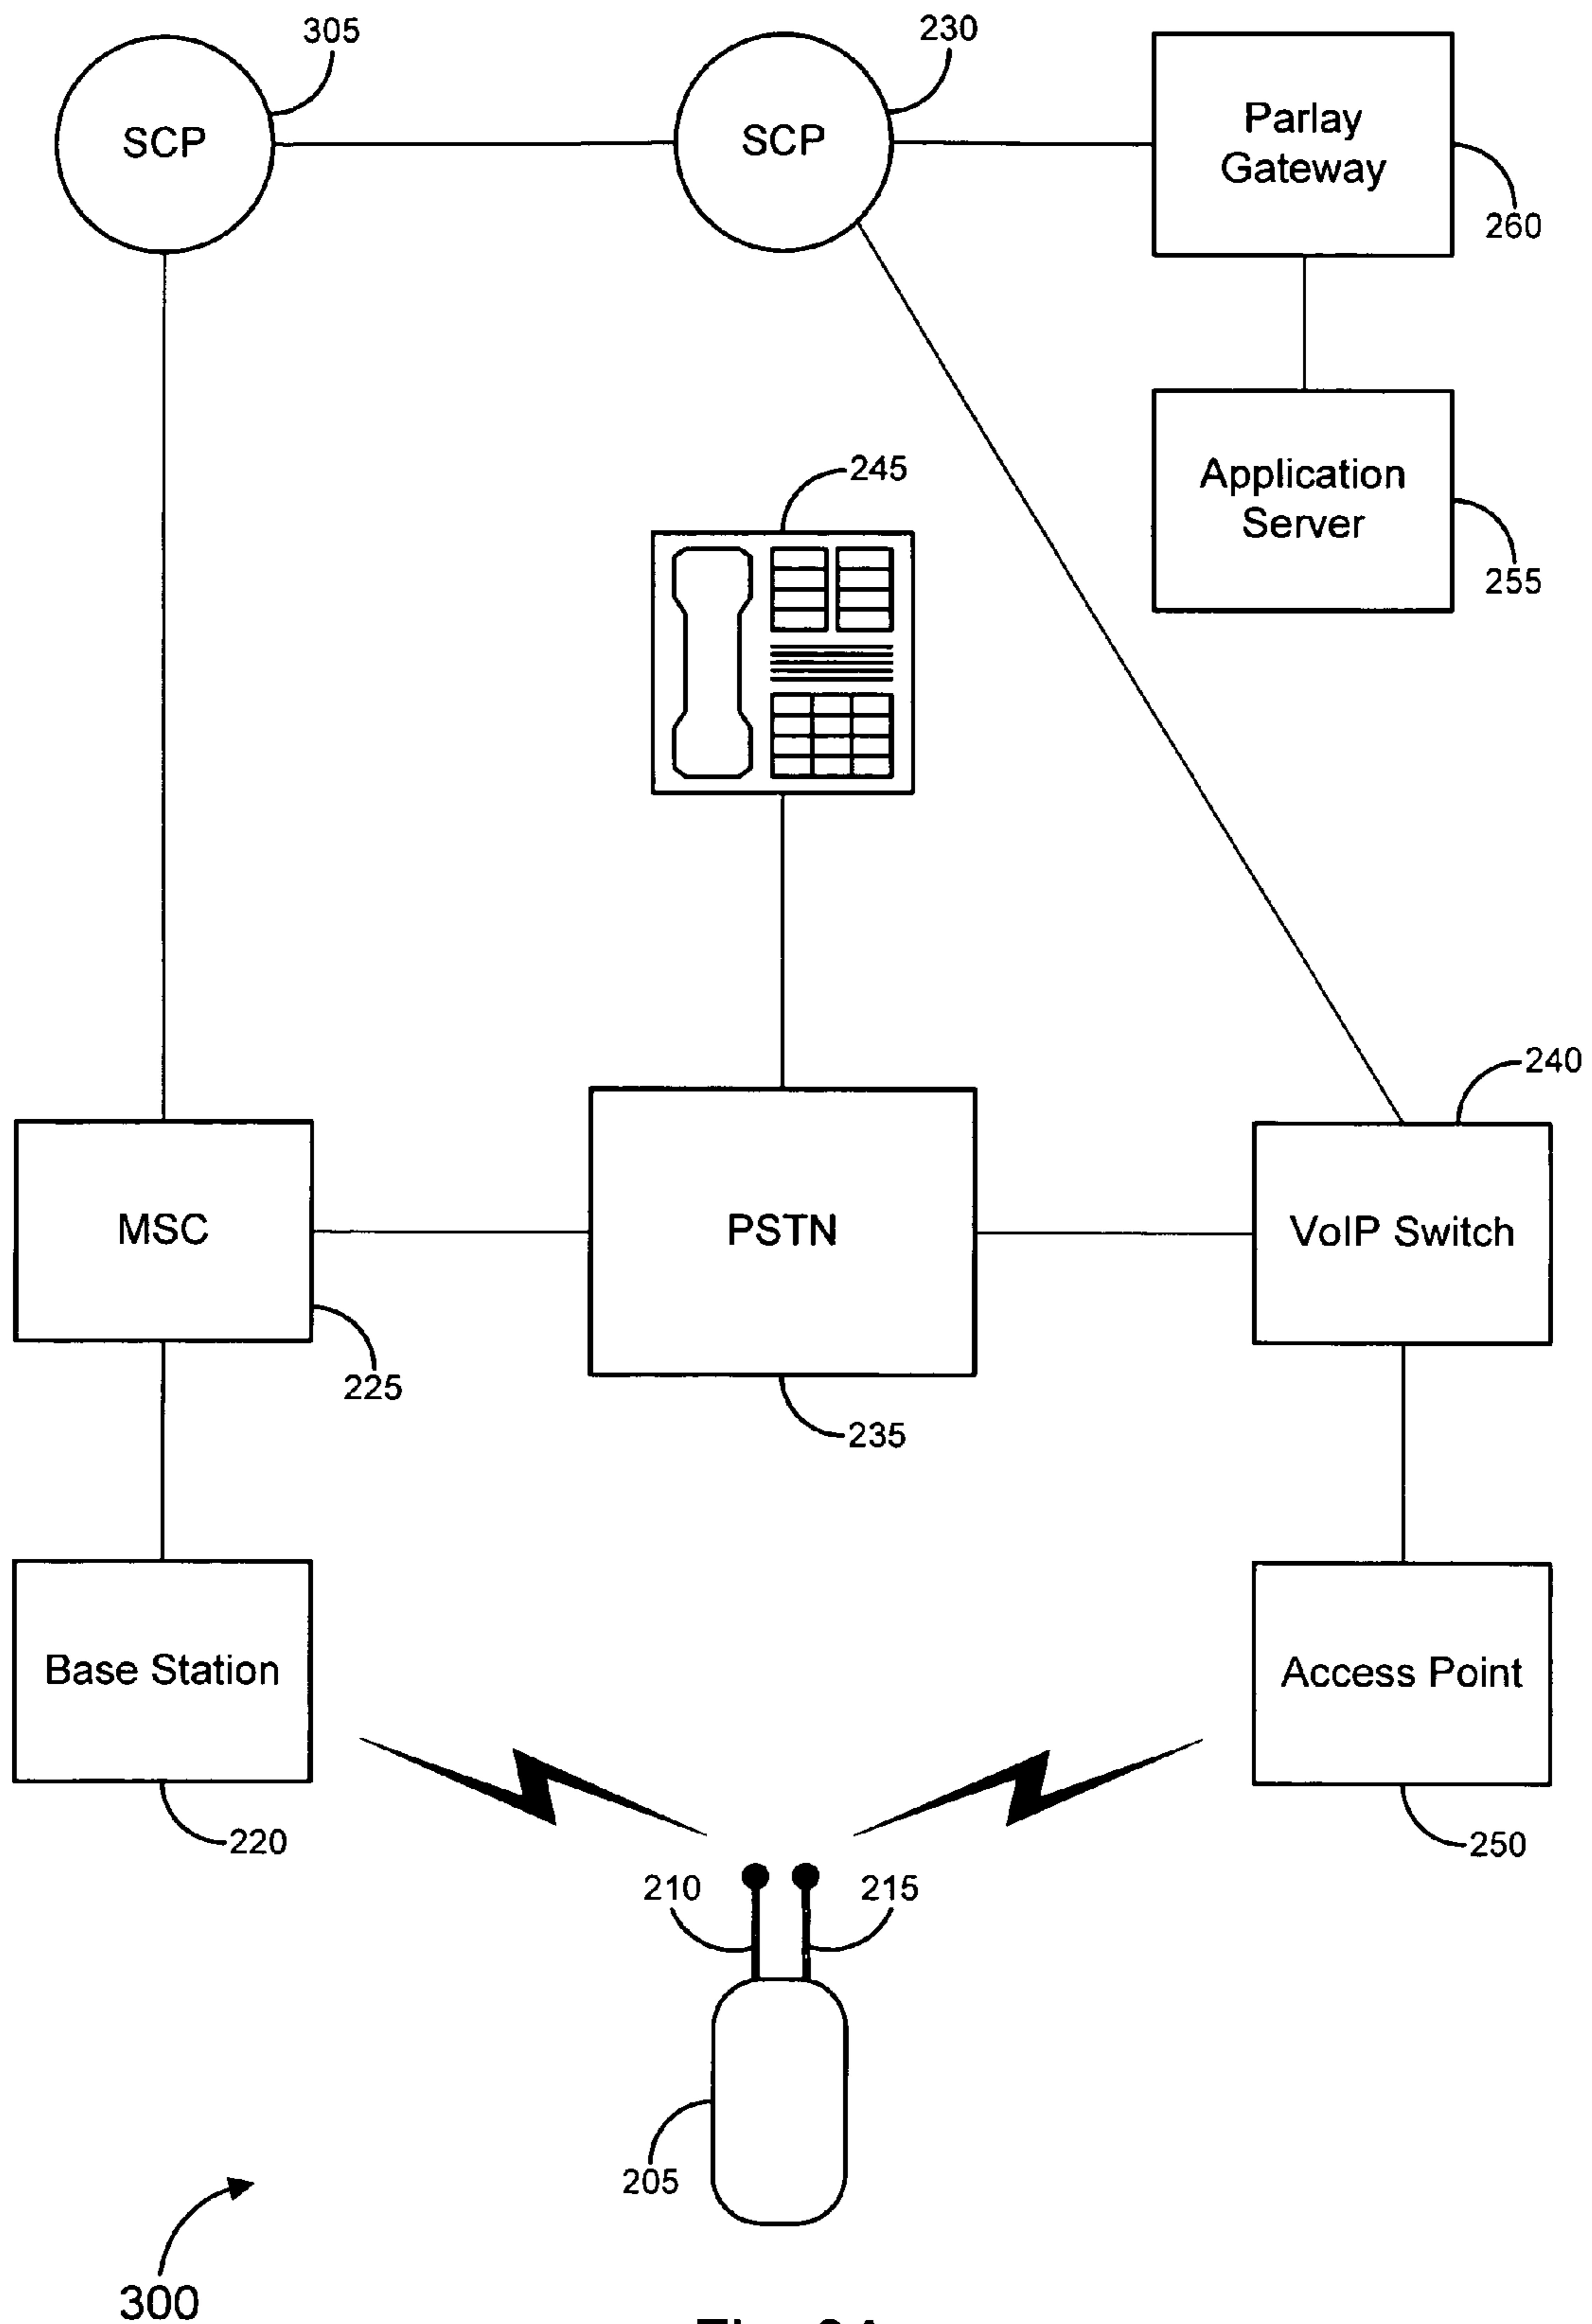 305
230
SCP
SCP
Parlay
Gateway
260
245
Application
Server
255
240
MSC
PSTN
VoIP Switch
225
235
Base Station
Access Point
220
250
210
215
205
300